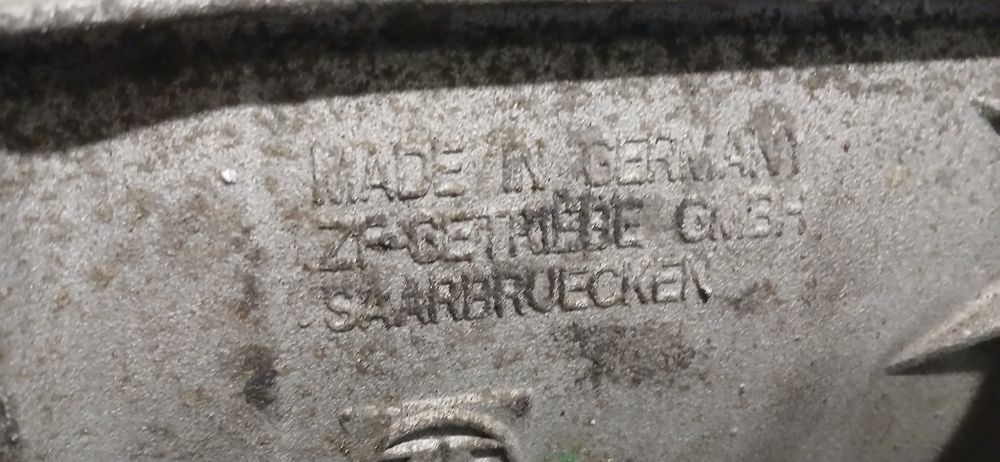 MADE IN GERMANY
ZF-GETRIEBE GMBH
SAARBRUECKEN